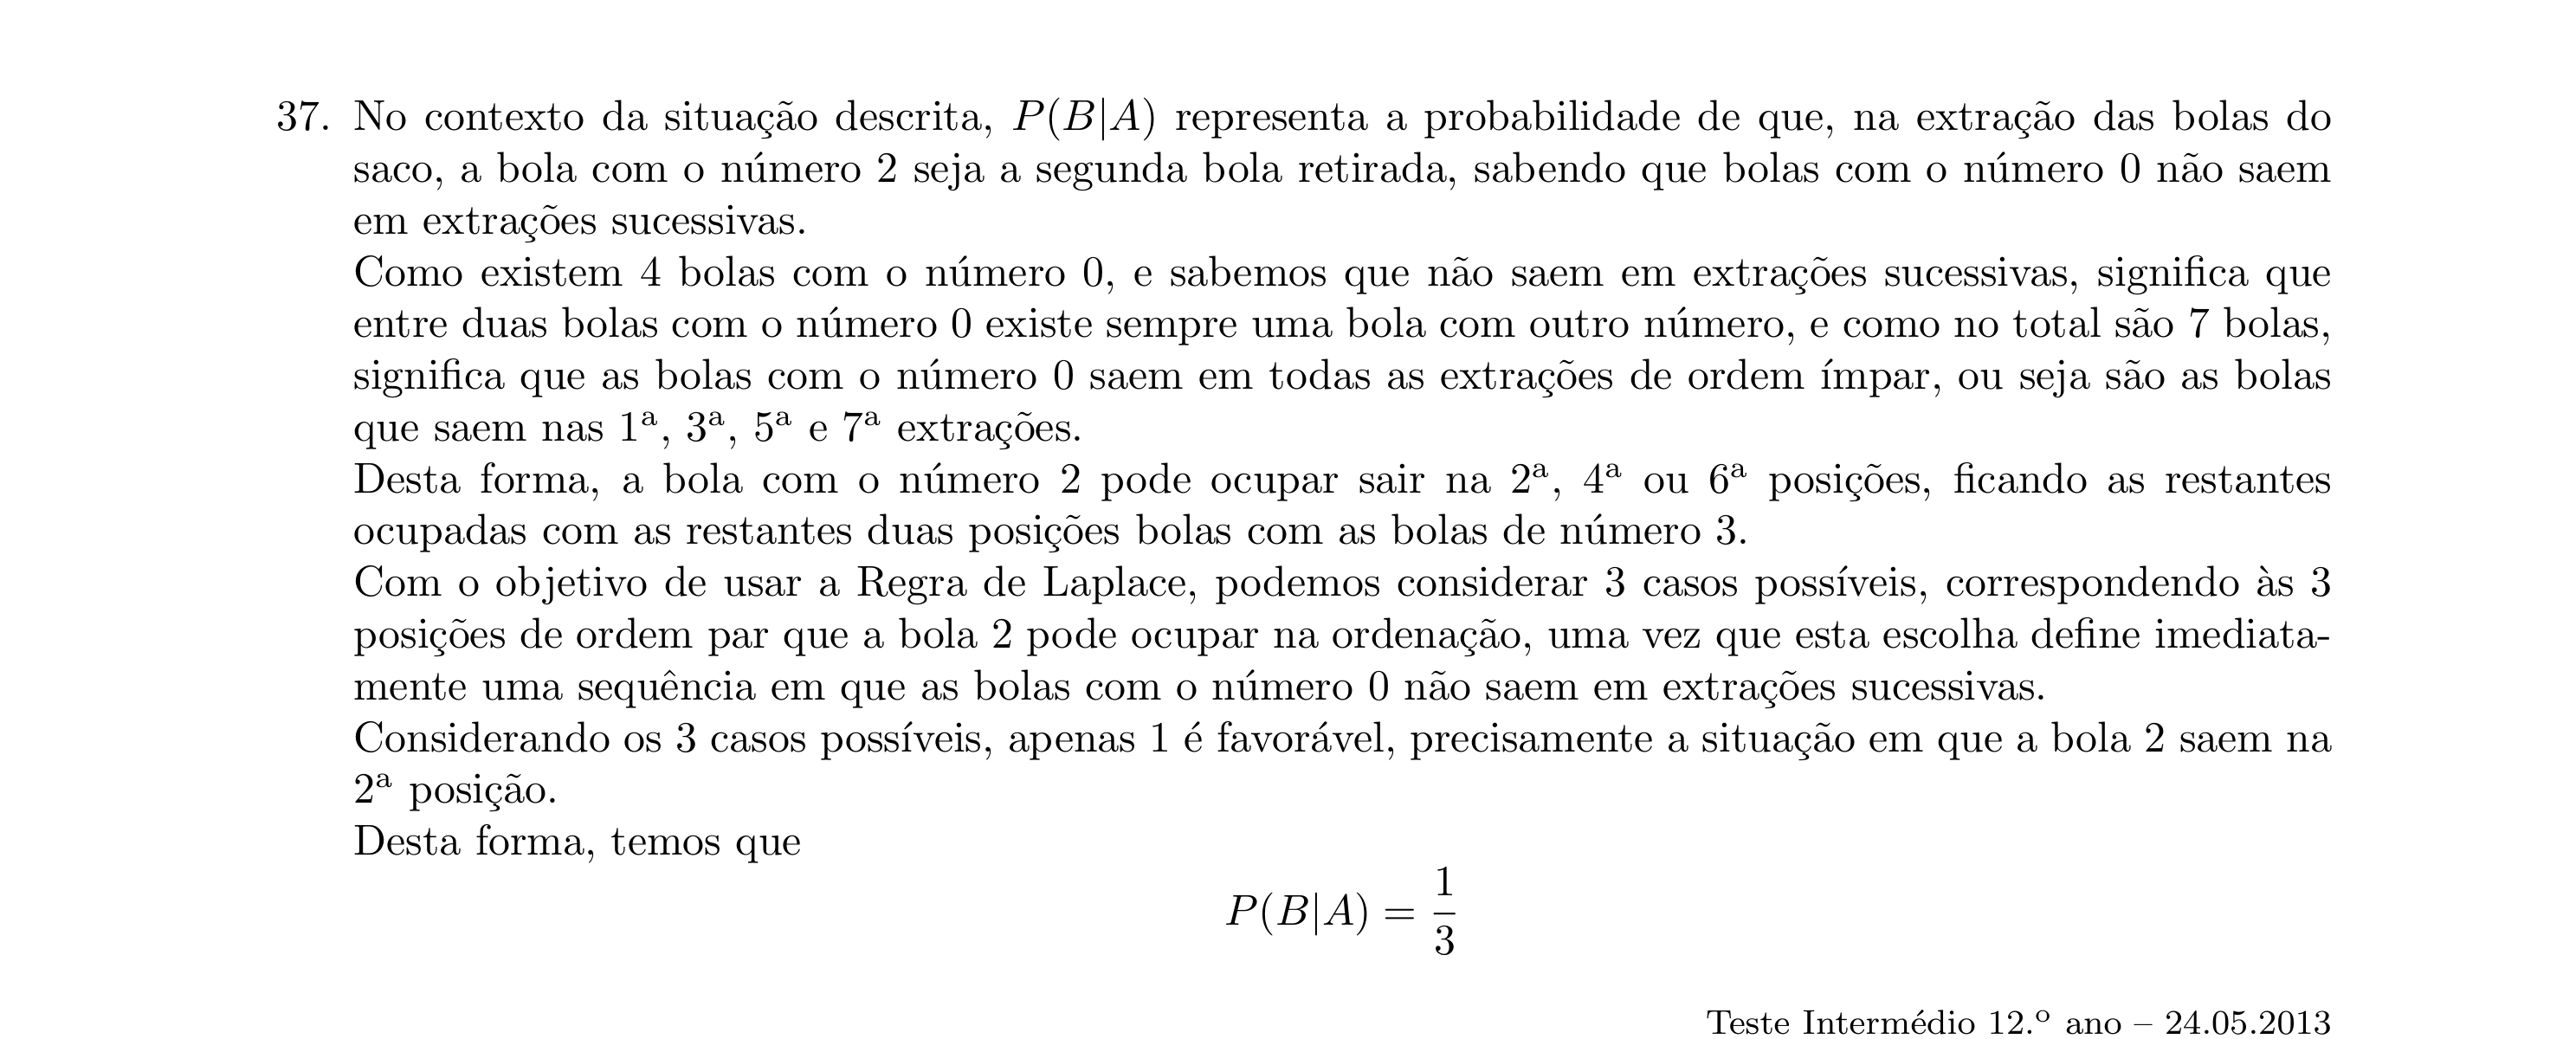 37. No contexto da situação descrita, P(B|A) representa a probabilidade de que, na extração das bolas do
saco, a bola com o número 2 seja a segunda bola retirada, sabendo que bolas com o número 0 não saem
em extrações sucessivas.
Como existem 4 bolas com o número 0, e sabemos que não saem em extrações sucessivas, significa que
entre duas bolas com o número 0 existe sempre uma bola com outro número, e como no total são 7 bolas,
significa que as bolas com o número 0 saem em todas as extrações de ordem ímpar, ou seja são as bolas
que saem nas 1ª, 3ª, 5ª e 7ª extrações.
Desta forma, a bola com o número 2 pode ocupar sair na 2ª, 4ª ou 6ª posições, ficando as restantes
ocupadas com as restantes duas posições bolas com as bolas de número 3.
Com o objetivo de usar a Regra de Laplace, podemos considerar 3 casos possíveis, correspondendo às 3
posições de ordem par que a bola 2 pode ocupar na ordenação, uma vez que esta escolha define imediata-
mente uma sequência em que as bolas com o número 0 não saem em extrações sucessivas.
Considerando os 3 casos possíveis, apenas 1 é favorável, precisamente a situação em que a bola 2 saem na
2ª posição.
Desta forma, temos que
P(B|A) = 1/3
Teste Intermédio 12.º ano – 24.05.2013